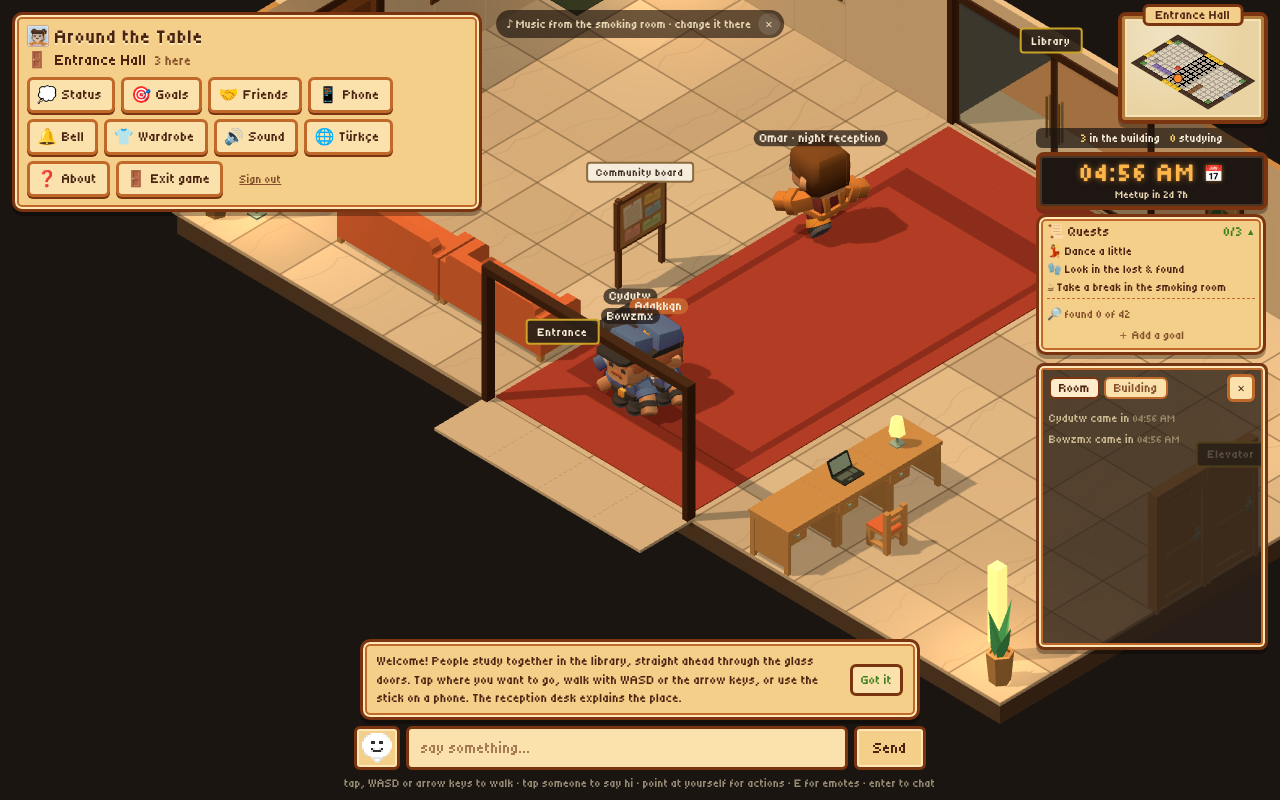 Around the Table
Entrance Hall 3 here
Status
Goals
Friends
Phone
Bell
Wardrobe
Sound
Türkçe
About
Exit game
Sign out
♪ Music from the smoking room · change it there ×
Library
Entrance Hall
3 in the building 0 studying
04:56 AM
Meetup in 2d 7h
Quests 0/3 ▲
Dance a little
Look in the lost & found
Take a break in the smoking room
found 0 of 42
+ Add a goal
Room
Building
×
Cydutw came in 04:56 AM
Bowzmx came in 04:56 AM
Elevator
Omar · night reception
Community board
Cydutw
Adakkan
Bowzmx
Entrance
Welcome! People study together in the library, straight ahead through the glass
doors. Tap where you want to go, walk with WASD or the arrow keys, or use the
stick on a phone. The reception desk explains the place.
Got it
say something...
Send
tap, WASD or arrow keys to walk · tap someone to say hi · point at yourself for actions · E for emotes · enter to chat